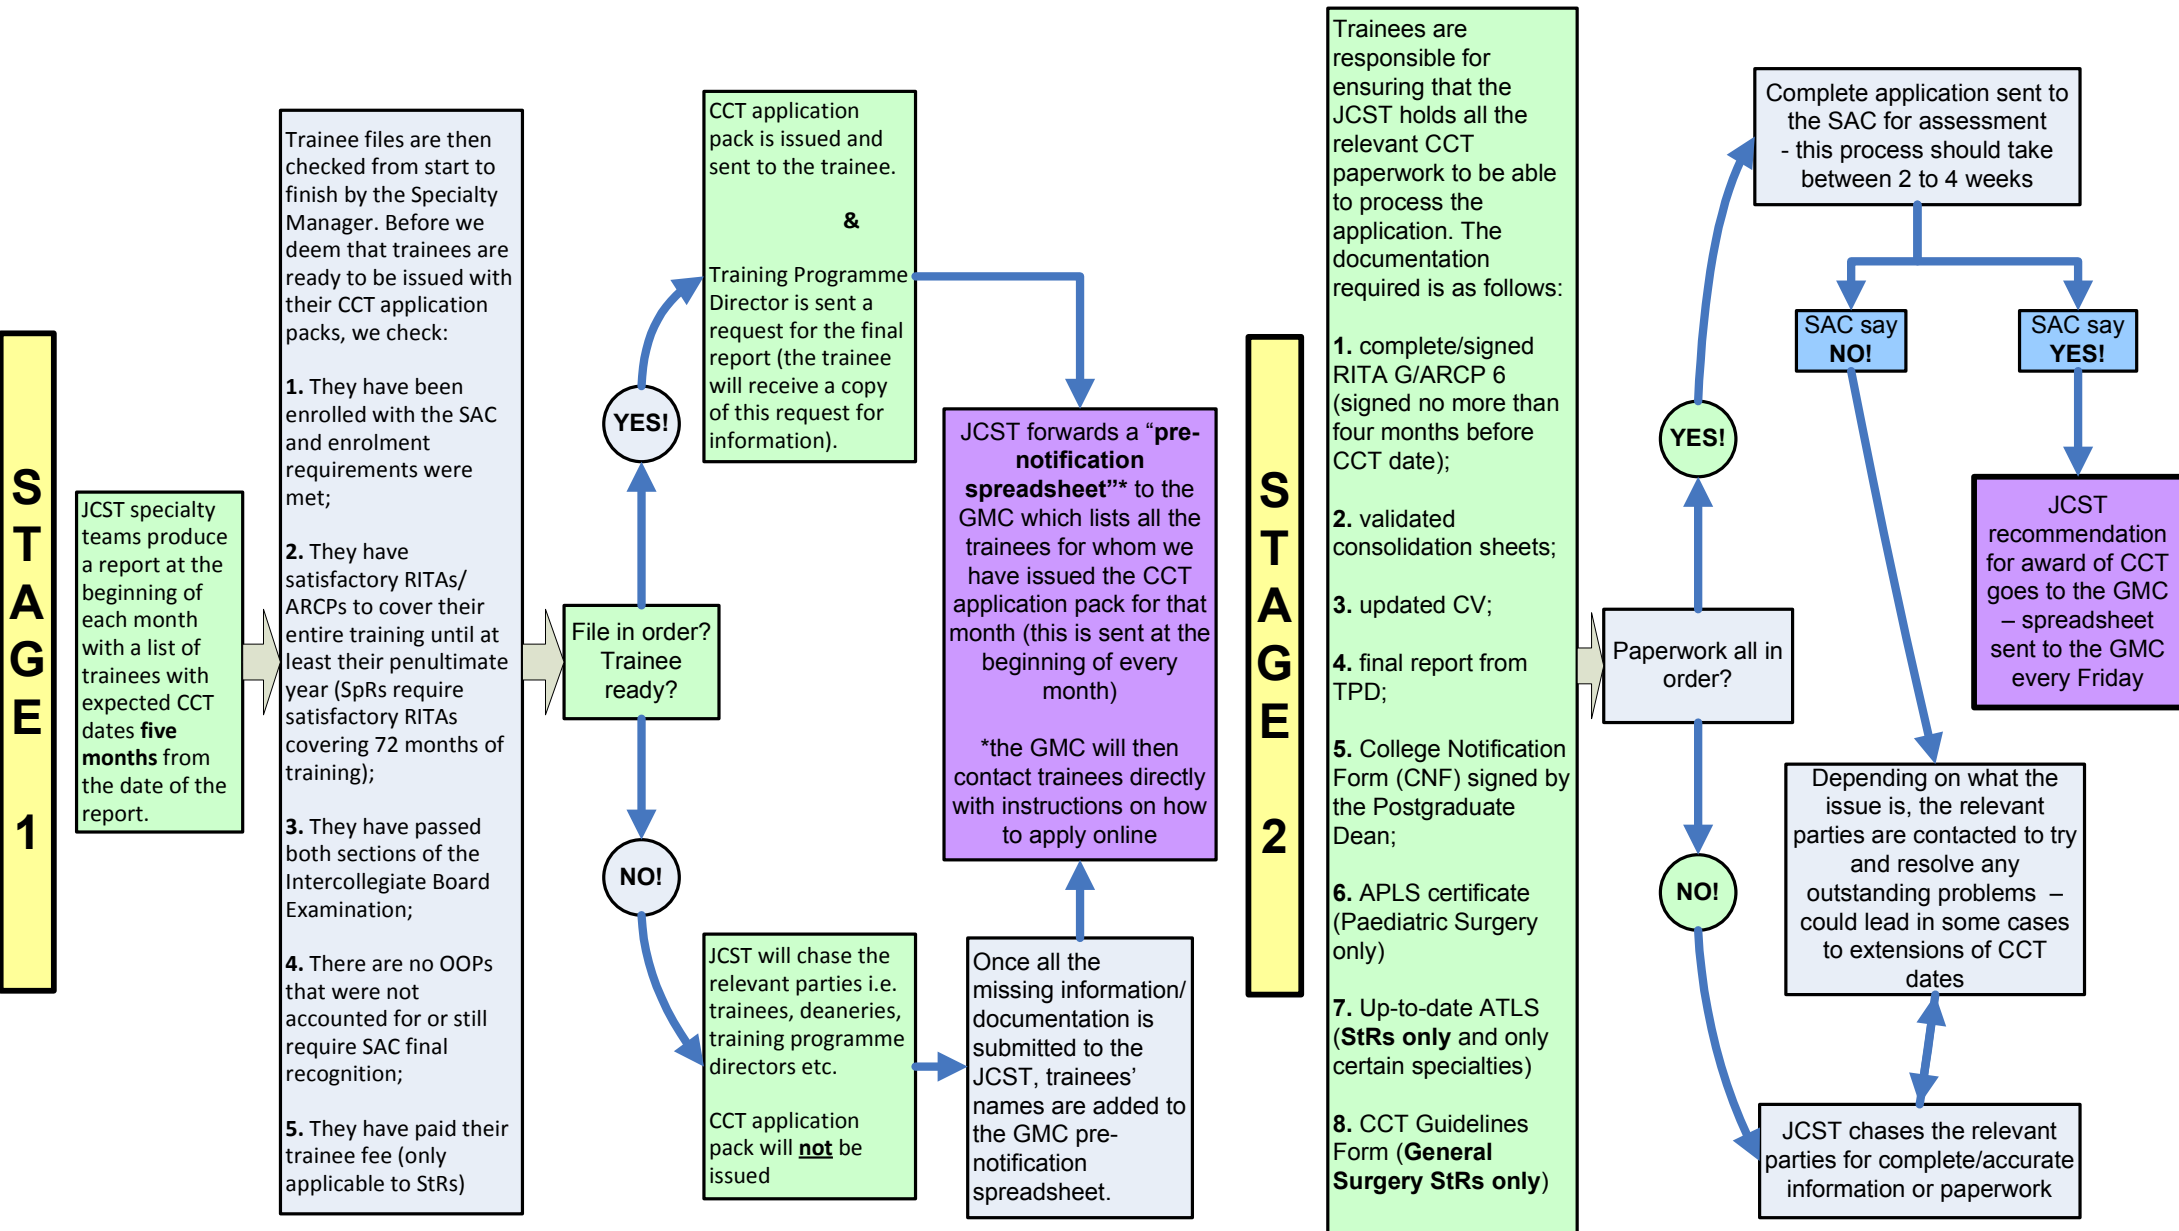 S
T
A
G
E
1
JCST specialty
teams produce
a report at the
beginning of
each month
with a list of
trainees with
expected CCT
dates five
months from
the date of the
report.
Trainee files are then
checked from start to
finish by the Specialty
Manager. Before we
deem that trainees are
ready to be issued with
their CCT application
packs, we check:
1. They have been
enrolled with the SAC
and enrolment
requirements were
met;
2. They have
satisfactory RITAs/
ARCPs to cover their
entire training until at
least their penultimate
year (SpRs require
satisfactory RITAs
covering 72 months of
training);
3. They have passed
both sections of the
Intercollegiate Board
Examination;
4. There are no OOPs
that were not
accounted for or still
require SAC final
recognition;
5. They have paid their
trainee fee (only
applicable to StRs)
File in order?
Trainee
ready?
YES!
NO!
CCT application
pack is issued and
sent to the trainee.
&
Training Programme
Director is sent a
request for the final
report (the trainee
will receive a copy
of this request for
information).
JCST will chase the
relevant parties i.e.
trainees, deaneries,
training programme
directors etc.
CCT application
pack will not be
issued
Once all the
missing information/
documentation is
submitted to the
JCST, trainees'
names are added to
the GMC pre-
notification
spreadsheet.
JCST forwards a “pre-
notification
spreadsheet”* to the
GMC which lists all the
trainees for whom we
have issued the CCT
application pack for that
month (this is sent at the
beginning of every
month)
*the GMC will then
contact trainees directly
with instructions on how
to apply online
S
T
A
G
E
2
Trainees are
responsible for
ensuring that the
JCST holds all the
relevant CCT
paperwork to be able
to process the
application. The
documentation
required is as follows:
1. complete/signed
RITA G/ARCP 6
(signed no more than
four months before
CCT date);
2. validated
consolidation sheets;
3. updated CV;
4. final report from
TPD;
5. College Notification
Form (CNF) signed by
the Postgraduate
Dean;
6. APLS certificate
(Paediatric Surgery
only)
7. Up-to-date ATLS
(StRs only and only
certain specialties)
8. CCT Guidelines
Form (General
Surgery StRs only)
Paperwork all in
order?
YES!
NO!
Complete application sent to
the SAC for assessment
- this process should take
between 2 to 4 weeks
SAC say
NO!
SAC say
YES!
JCST
recommendation
for award of CCT
goes to the GMC
– spreadsheet
sent to the GMC
every Friday
Depending on what the
issue is, the relevant
parties are contacted to try
and resolve any
outstanding problems –
could lead in some cases
to extensions of CCT
dates
JCST chases the relevant
parties for complete/accurate
information or paperwork